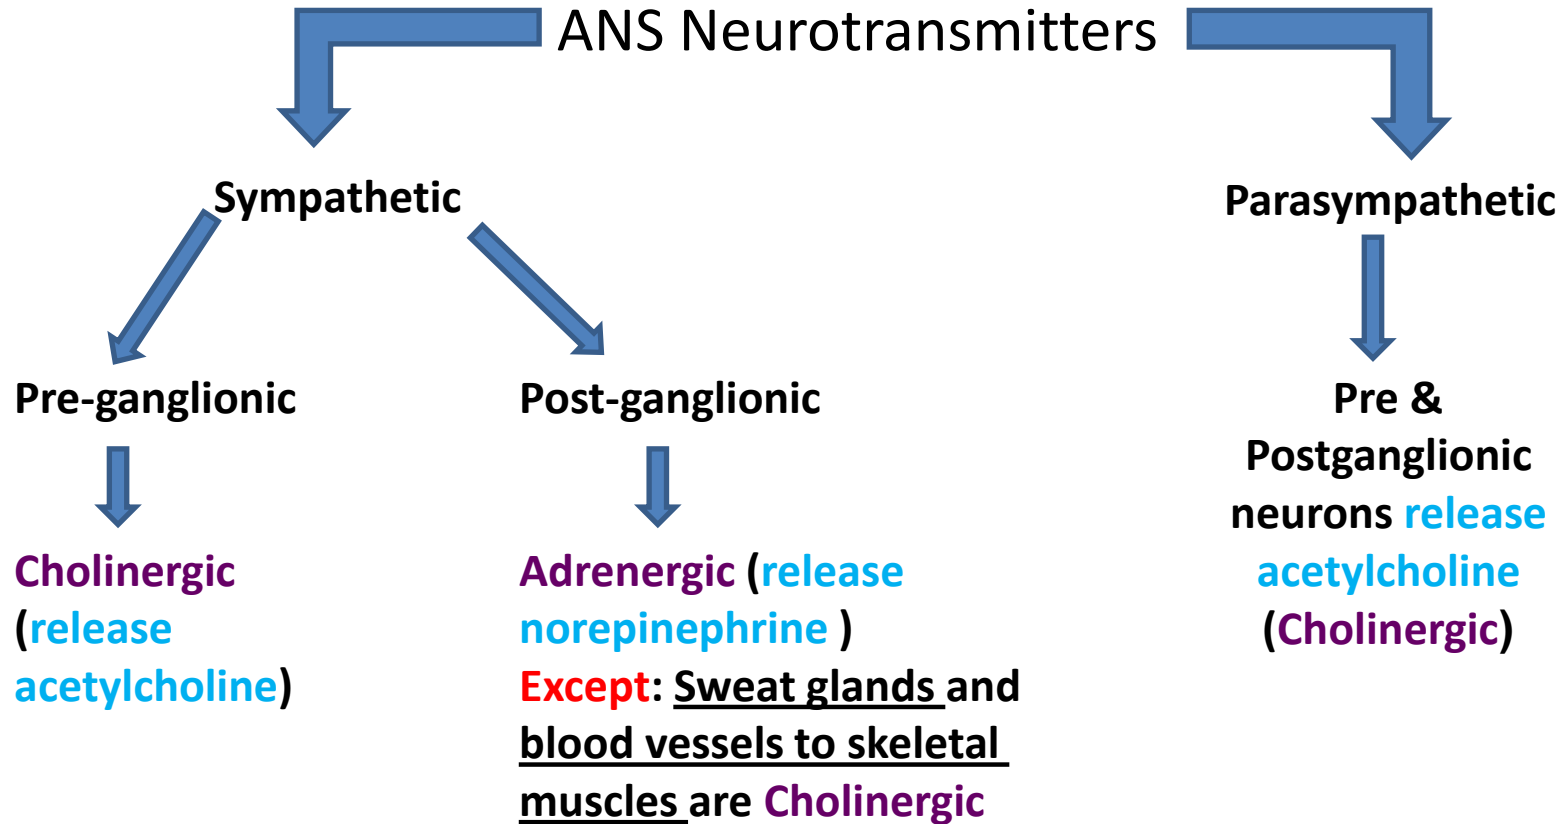 ANS Neurotransmitters
Sympathetic
Parasympathetic
Pre-ganglionic
Post-ganglionic
Pre &
Postganglionic
neurons release
acetylcholine
(Cholinergic)
Cholinergic
(release
acetylcholine)
Adrenergic (release
norepinephrine )
Except: Sweat glands and
blood vessels to skeletal
muscles are Cholinergic